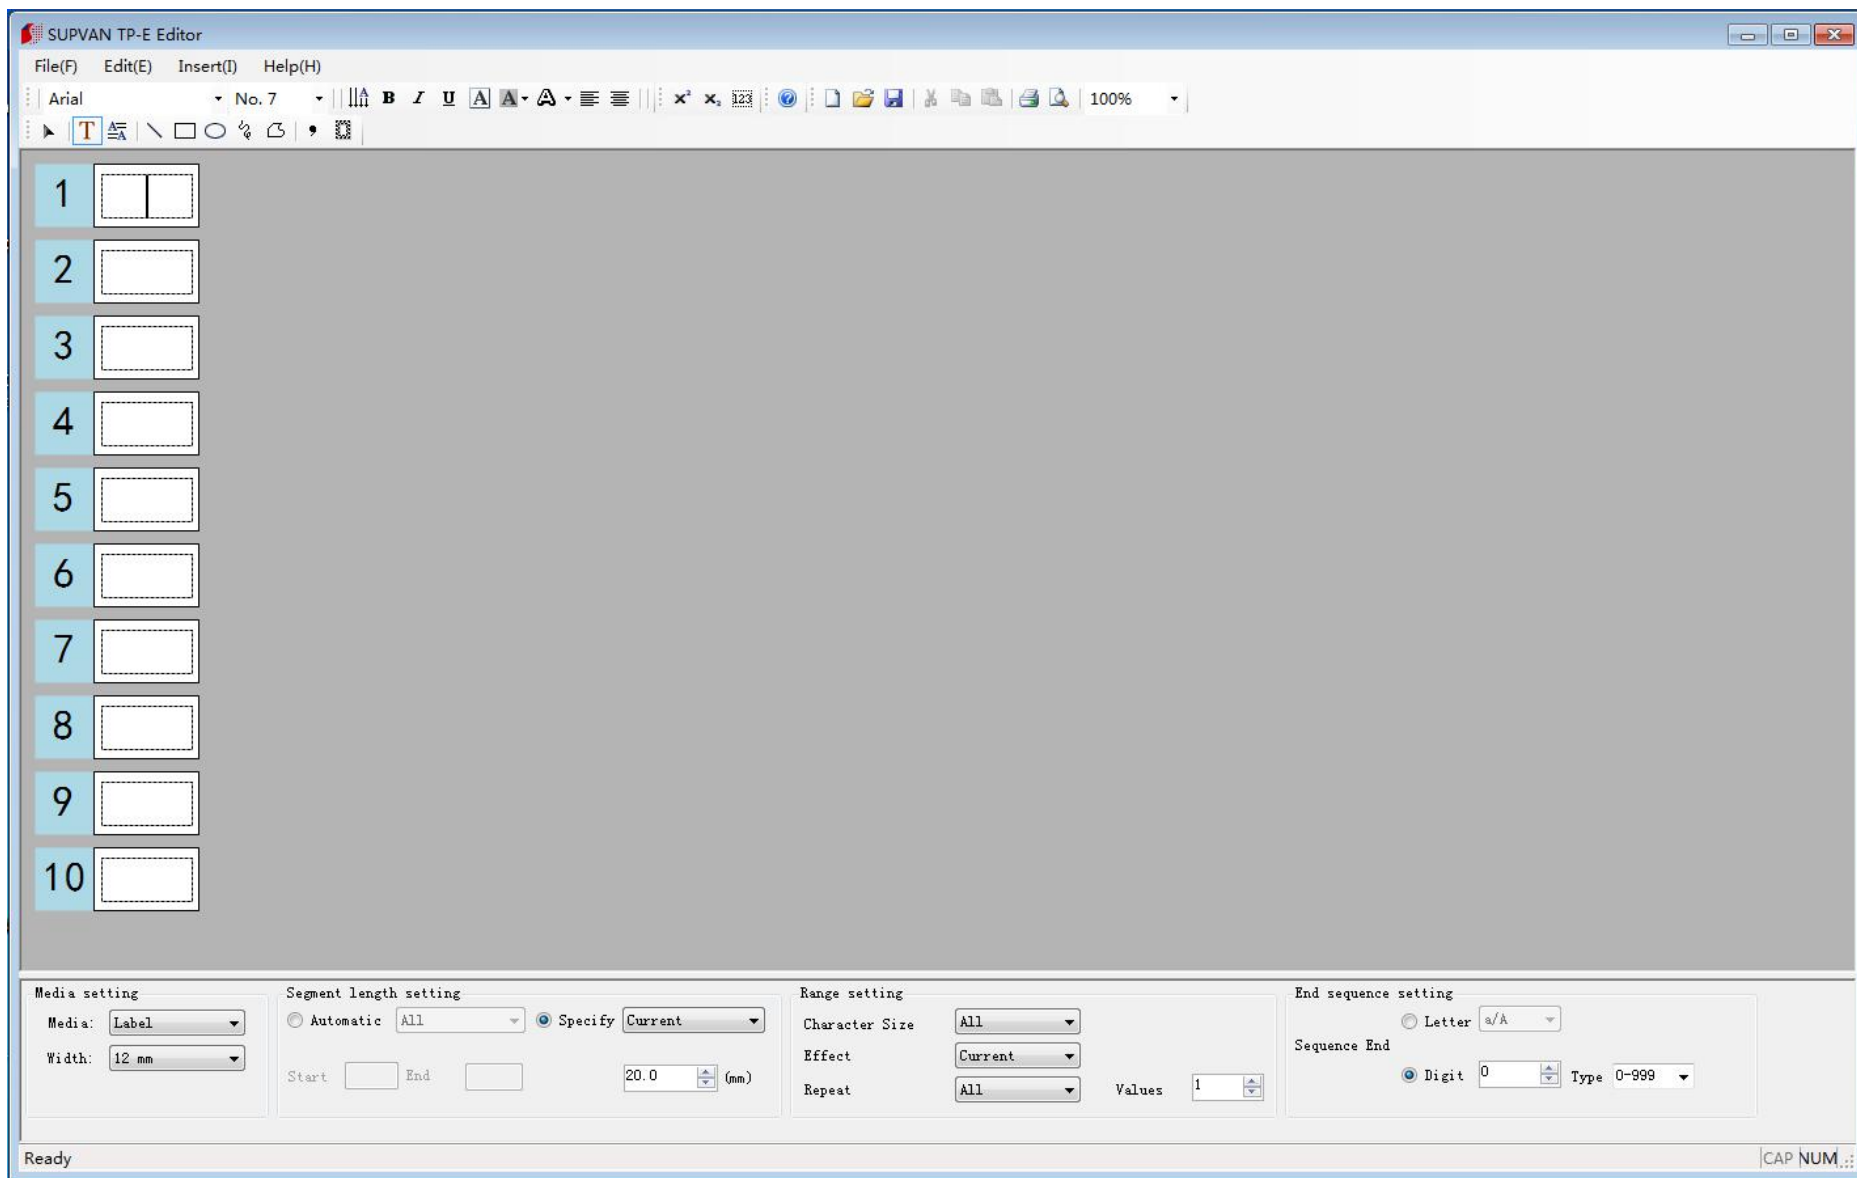 SUPVAN TP-E Editor
File(F) Edit(E) Insert(I) Help(H)
Arial No. 7 A B I U A A A x² x₂ 123 100%
T A A
1
2
3
4
5
6
7
8
9
10
Media setting Segment length setting Range setting End sequence setting
Media: Label Automatic All Specify Current Character Size All Letter a/A
Width: 12 mm Effect Current Sequence End
Start End 20.0 (mm) Repeat All Values 1 Digit 0 Type 0-999
Ready CAP NUM